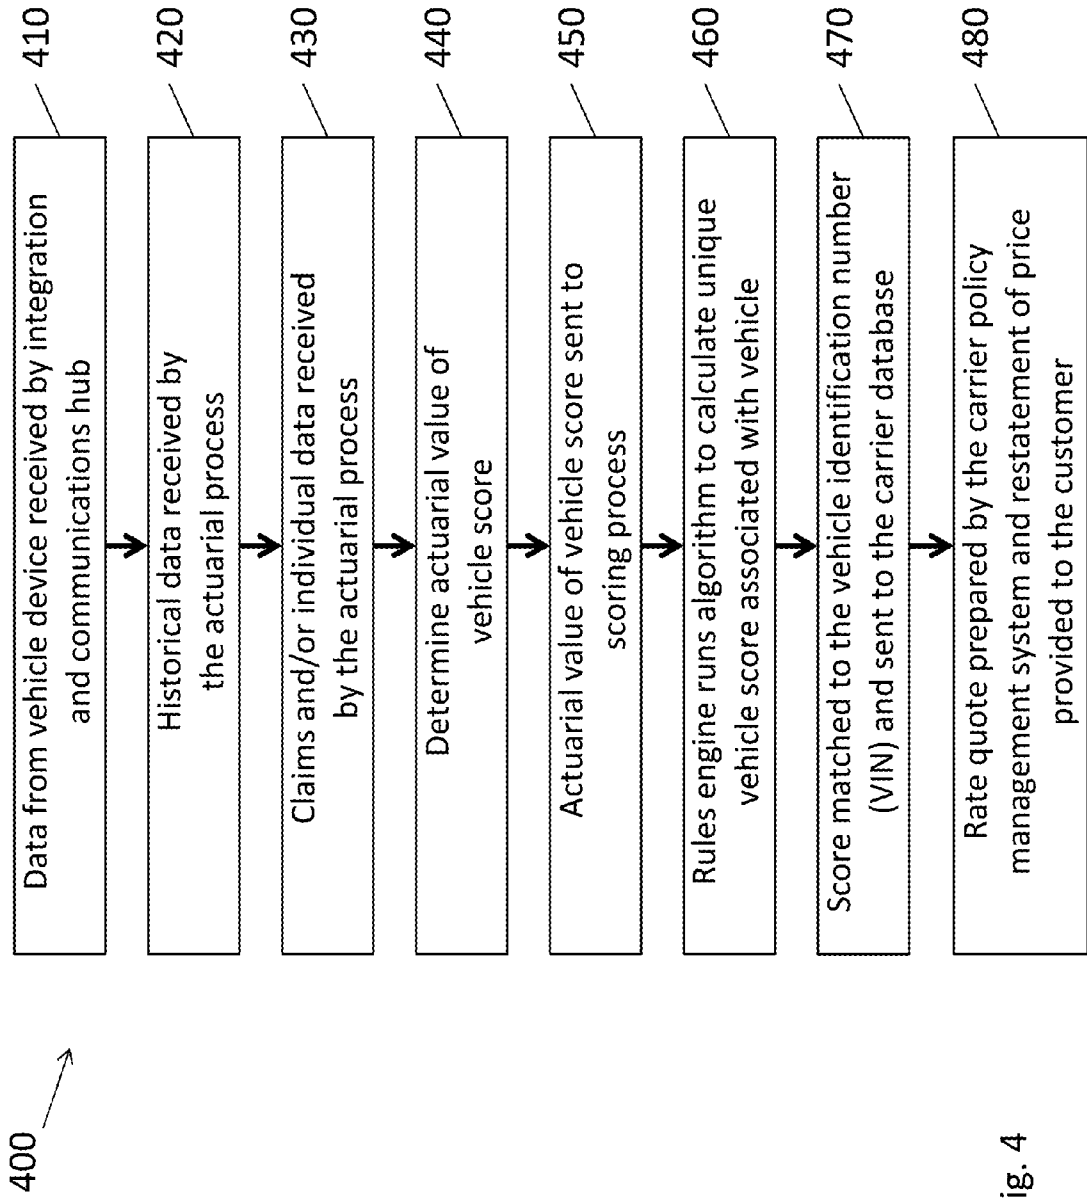 400
Data from vehicle device received by integration
and communications hub
410
Historical data received by
the actuarial process
420
Claims and/or individual data received
by the actuarial process
430
Determine actuarial value of
vehicle score
440
Actuarial value of vehicle score sent to
scoring process
450
Rules engine runs algorithm to calculate unique
vehicle score associated with vehicle
460
Score matched to the vehicle identification number
(VIN) and sent to the carrier database
470
Rate quote prepared by the carrier policy
management system and restatement of price
provided to the customer
480
ig. 4